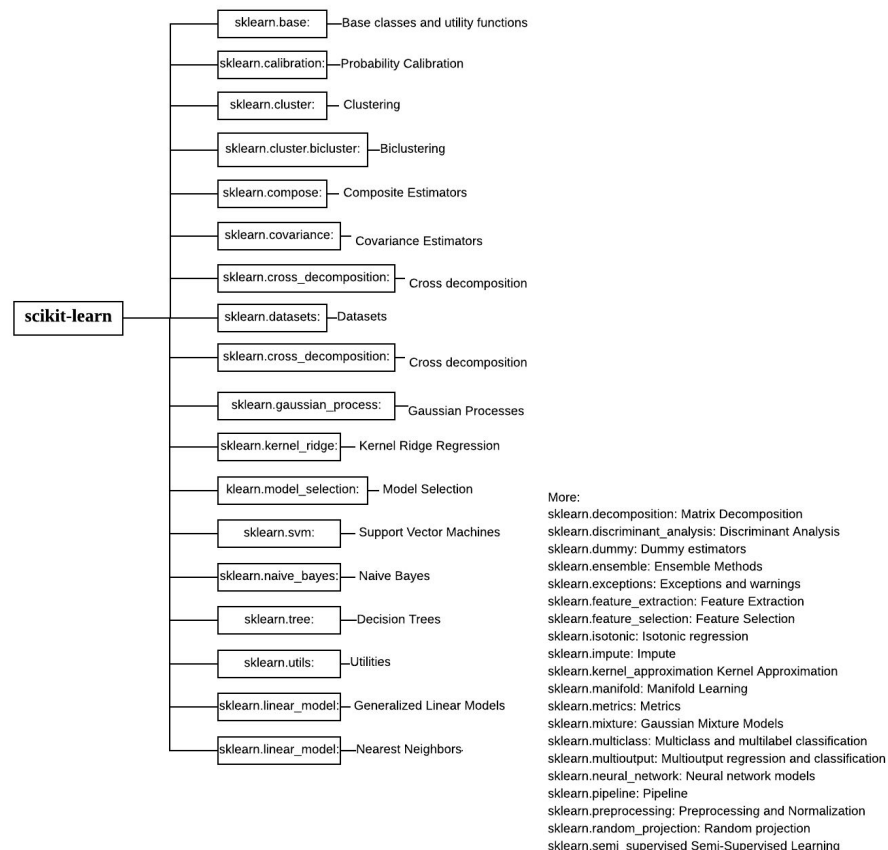 scikit-learn
sklearn.base: Base classes and utility functions
sklearn.calibration: Probability Calibration
sklearn.cluster: Clustering
sklearn.cluster.bicluster: Biclustering
sklearn.compose: Composite Estimators
sklearn.covariance: Covariance Estimators
sklearn.cross_decomposition: Cross decomposition
sklearn.datasets: Datasets
sklearn.cross_decomposition: Cross decomposition
sklearn.gaussian_process: Gaussian Processes
sklearn.kernel_ridge: Kernel Ridge Regression
klearn.model_selection: Model Selection
sklearn.svm: Support Vector Machines
sklearn.naive_bayes: Naive Bayes
sklearn.tree: Decision Trees
sklearn.utils: Utilities
sklearn.linear_model: Generalized Linear Models
sklearn.linear_model: Nearest Neighbors
More:
sklearn.decomposition: Matrix Decomposition
sklearn.discriminant_analysis: Discriminant Analysis
sklearn.dummy: Dummy estimators
sklearn.ensemble: Ensemble Methods
sklearn.exceptions: Exceptions and warnings
sklearn.feature_extraction: Feature Extraction
sklearn.feature_selection: Feature Selection
sklearn.isotonic: Isotonic regression
sklearn.impute: Impute
sklearn.kernel_approximation Kernel Approximation
sklearn.manifold: Manifold Learning
sklearn.metrics: Metrics
sklearn.mixture: Gaussian Mixture Models
sklearn.multiclass: Multiclass and multilabel classification
sklearn.multioutput: Multioutput regression and classification
sklearn.neural_network: Neural network models
sklearn.pipeline: Pipeline
sklearn.preprocessing: Preprocessing and Normalization
sklearn.random_projection: Random projection
sklearn.semi_supervised Semi-Supervised Learning